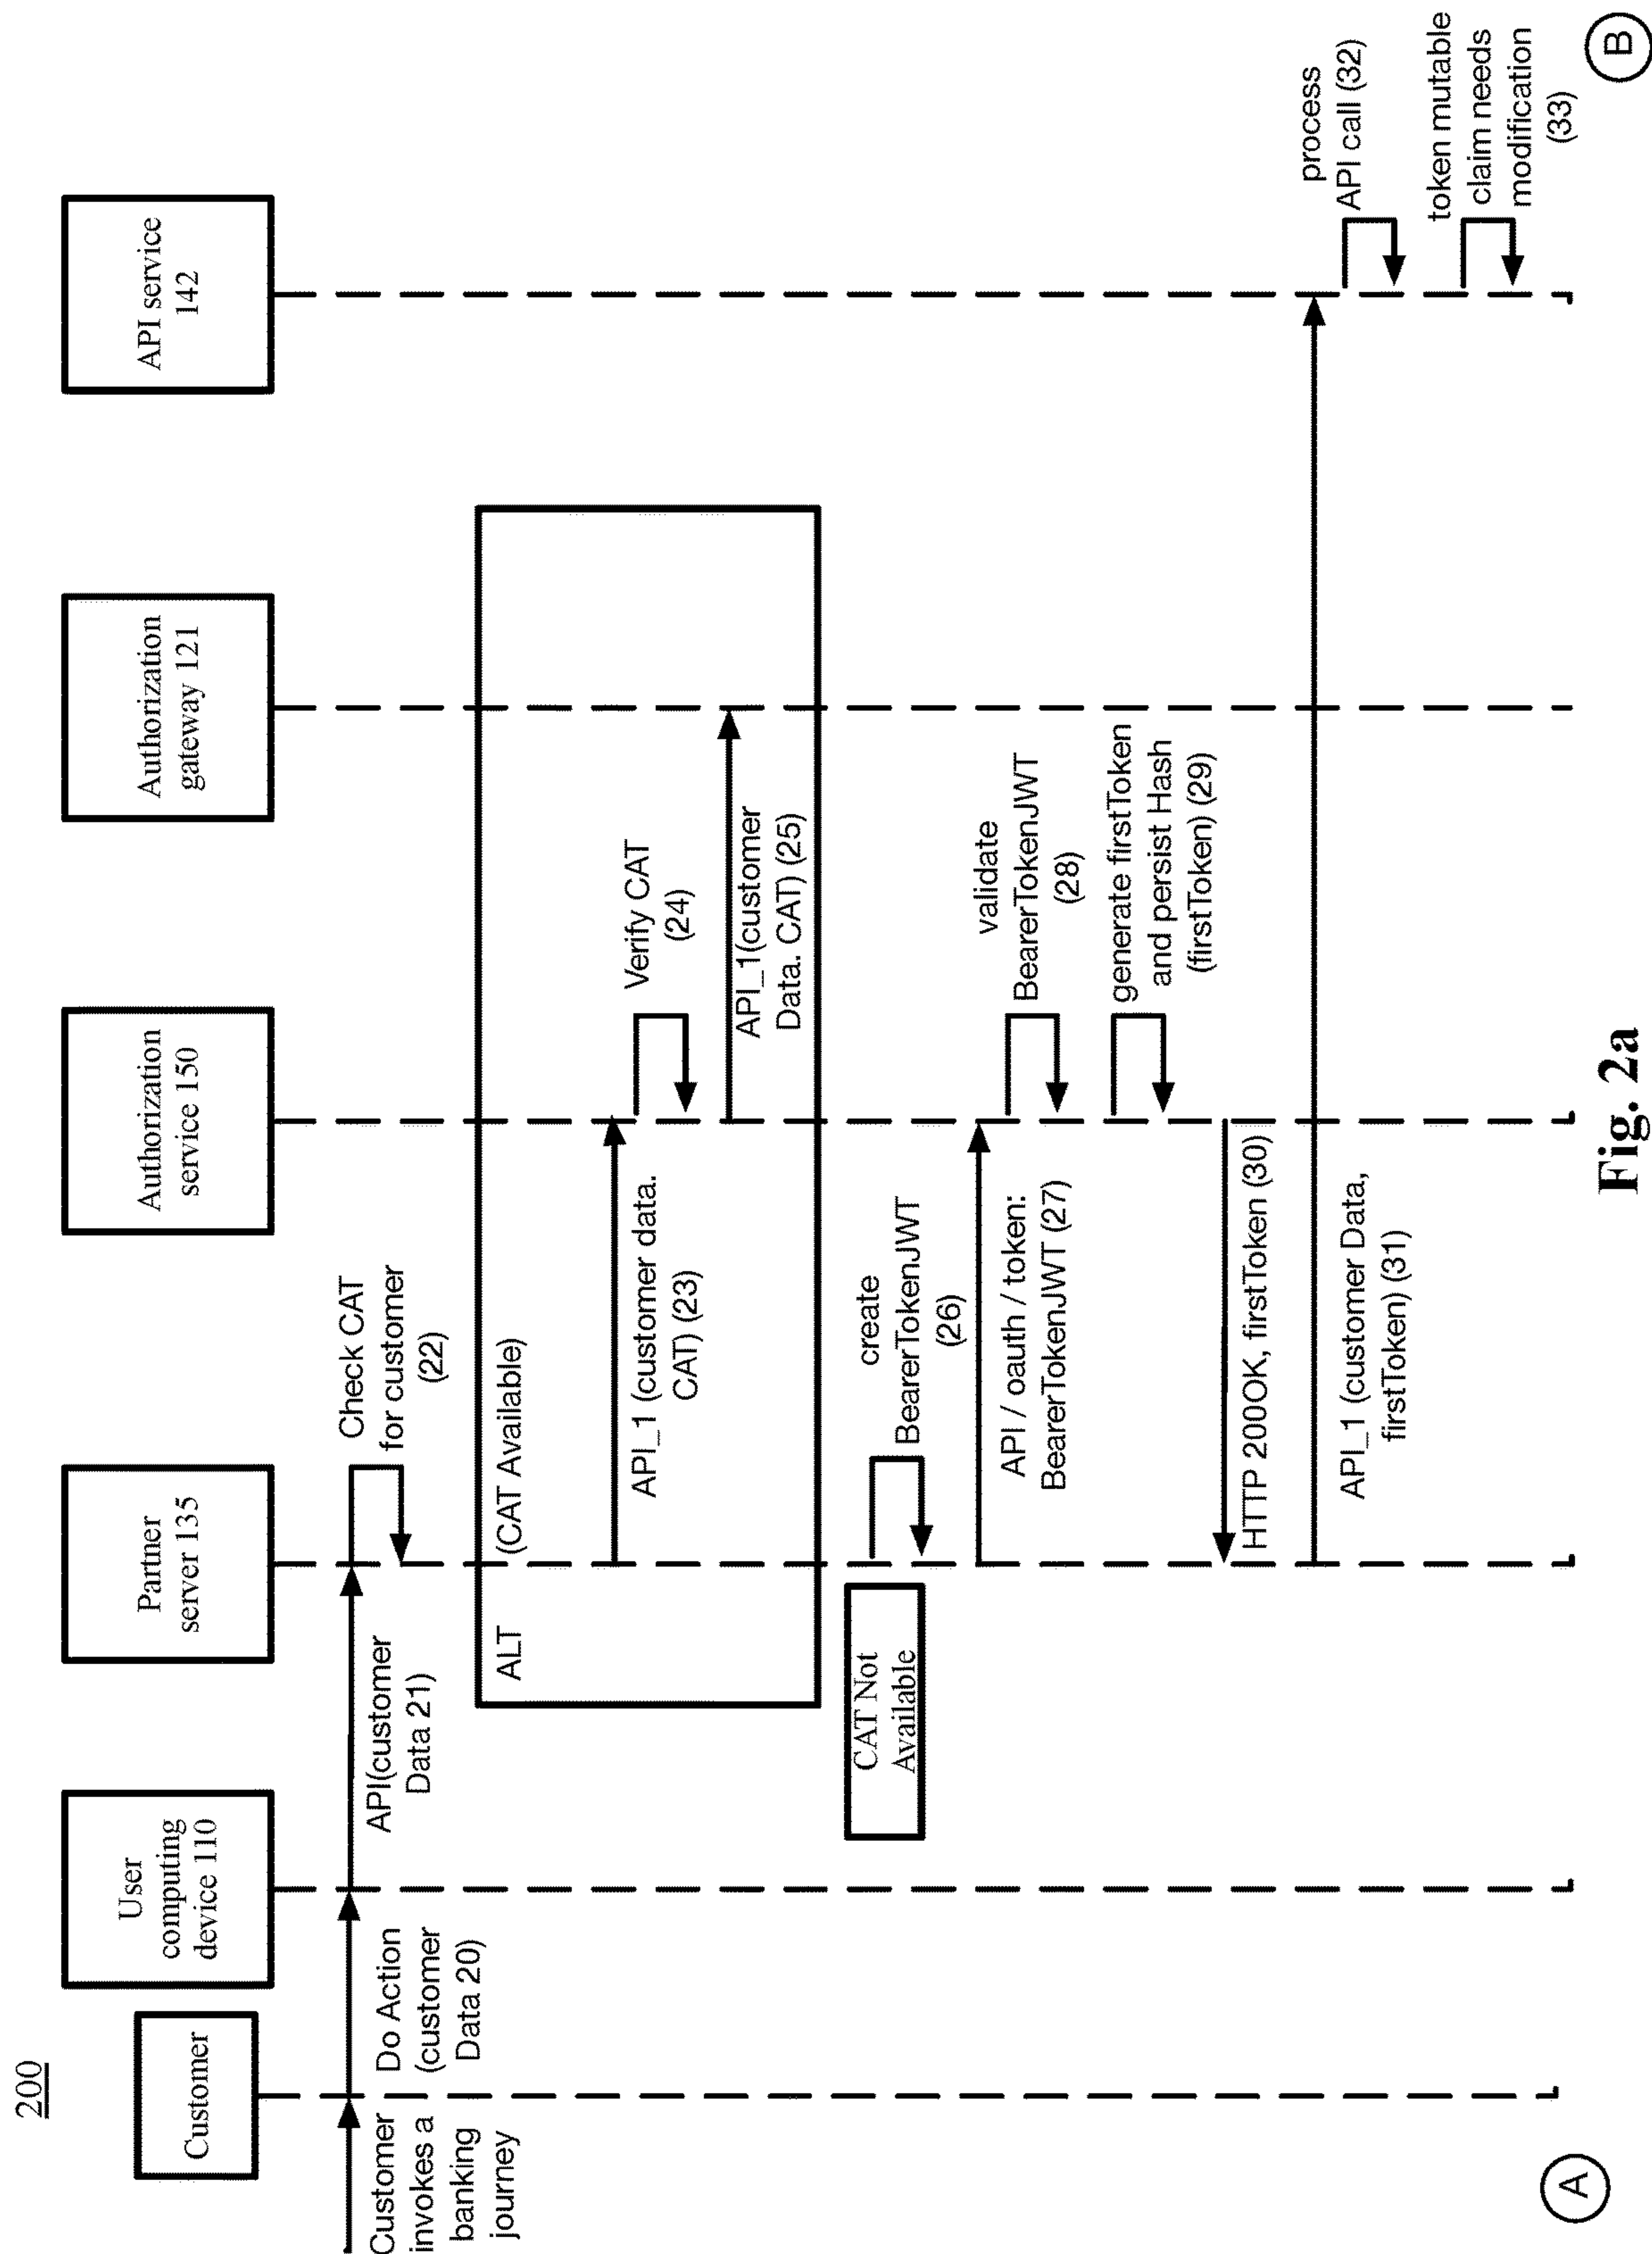 200
Customer
User
computing
device 110
Partner
server 135
Authorization
service 150
Authorization
gateway 121
API service
142
Customer
invokes a
banking
journey
Do Action
(customer
Data 20)
API(customer
Data 21)
Check CAT
for customer
(22)
ALT
(CAT Available)
API_1 (customer data.
CAT) (23)
Verify CAT
(24)
API_1(customer
Data. CAT) (25)
CAT Not
Available
create
BearerTokenJWT
(26)
API / oauth / token:
BearerTokenJWT (27)
validate
BearerTokenJWT
(28)
generate firstToken
and persist Hash
(firstToken) (29)
HTTP 200OK, firstToken (30)
API_1 (customer Data,
firstToken) (31)
process
API call (32)
token mutable
claim needs
modification
(33)
A
B
Fig. 2a